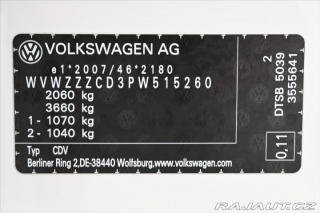 VOLKSWAGEN AG
e1*2007/46*2180
WVWZZZCD3PW515260
2060 kg
3660 kg
1- 1070 kg
2- 1040 kg
Typ CDV
Berliner Ring 2,DE-38440 Wolfsburg,www.volkswagen.com
2
DTSB 5039
3555641
0,11
RAJAUT.CZ